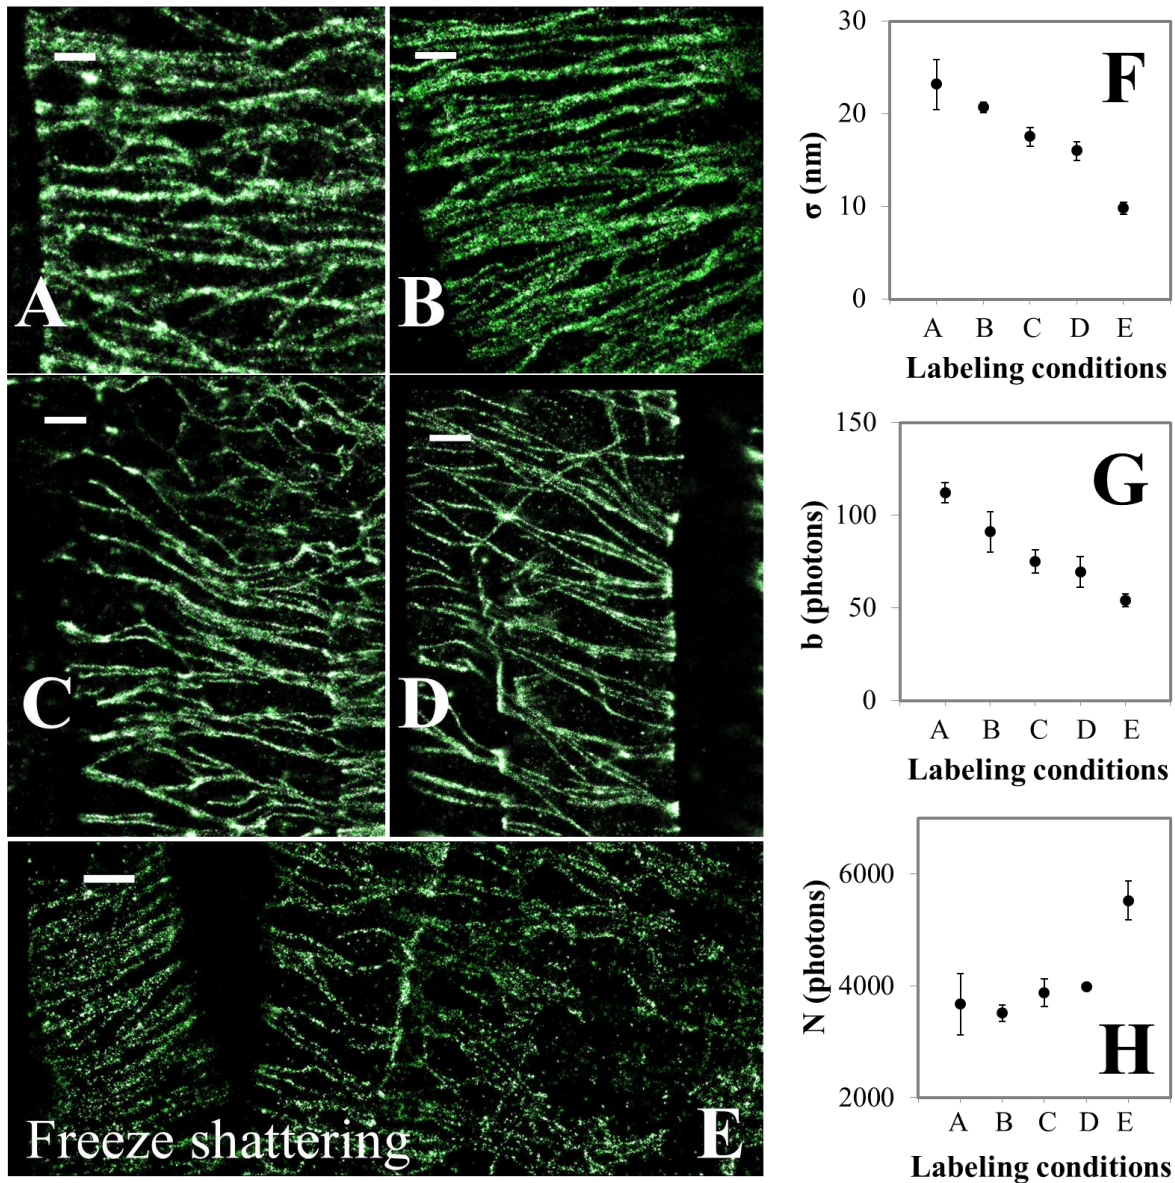 A
B
C
D
Freeze shattering
E
30
20
10
0
σ (nm)
F
A B C D E
Labeling conditions
150
100
50
0
b (photons)
G
A B C D E
Labeling conditions
6000
4000
2000
N (photons)
H
A B C D E
Labeling conditions